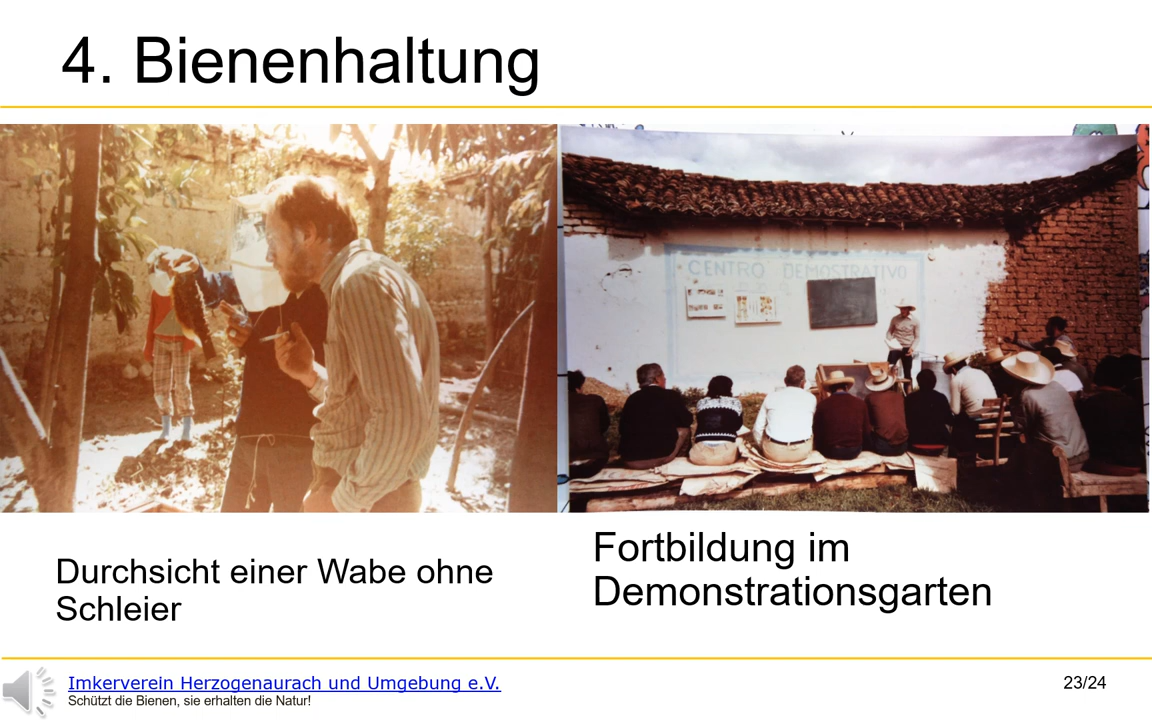 4. Bienenhaltung
CENTRO DEMOSTRATIVO
Durchsicht einer Wabe ohne
Schleier
Fortbildung im
Demonstrationsgarten
Imkerverein Herzogenaurach und Umgebung e.V.
Schützt die Bienen, sie erhalten die Natur!
23/24